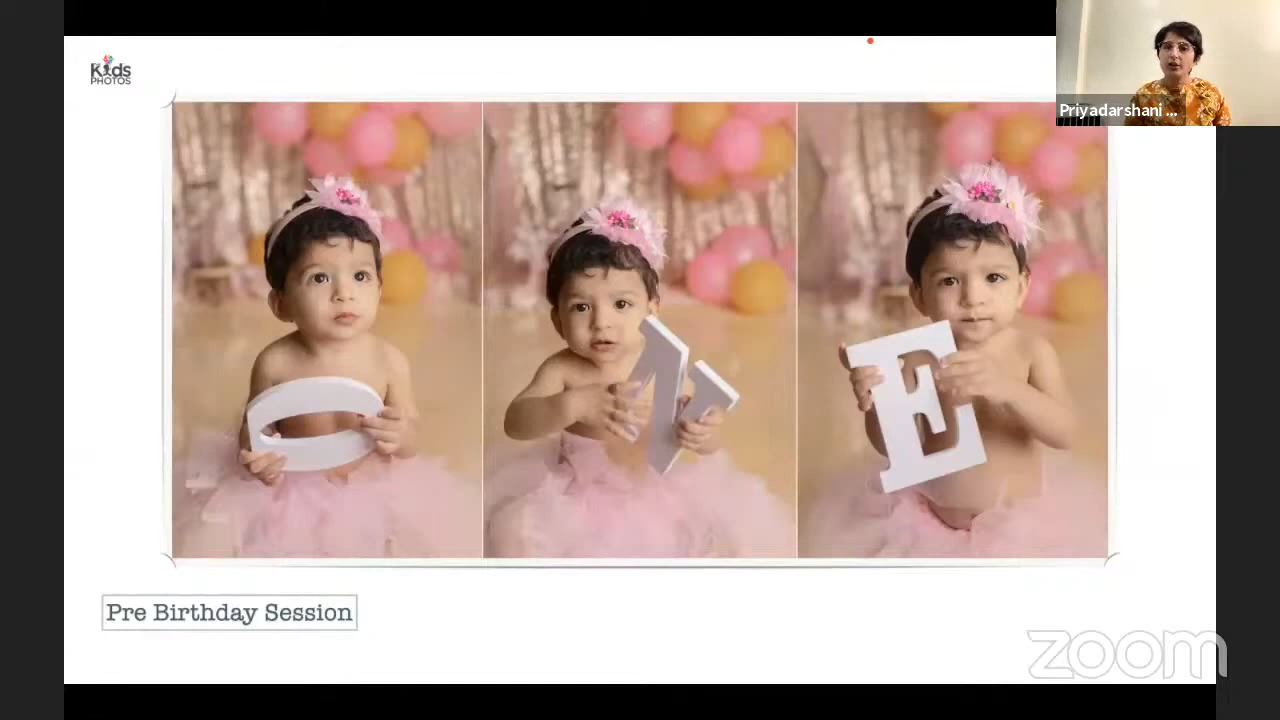 Kids
PHOTOS
Priyadarshani ...
O N E
Pre Birthday Session
zoom